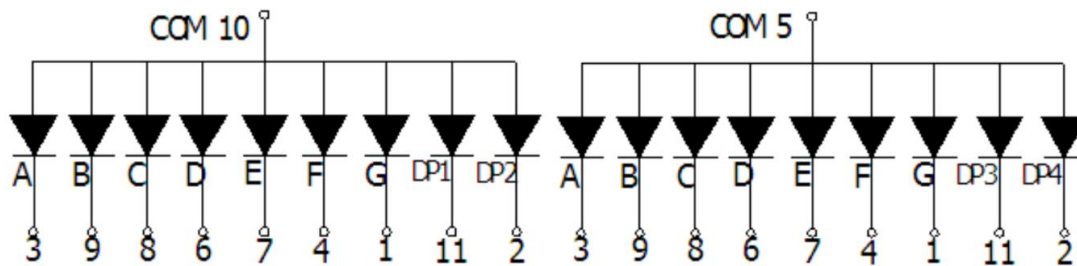 COM 10 COM 5
A B C D E F G DP1 DP2 A B C D E F G DP3 DP4
3 9 8 6 7 4 1 11 2 3 9 8 6 7 4 1 11 2